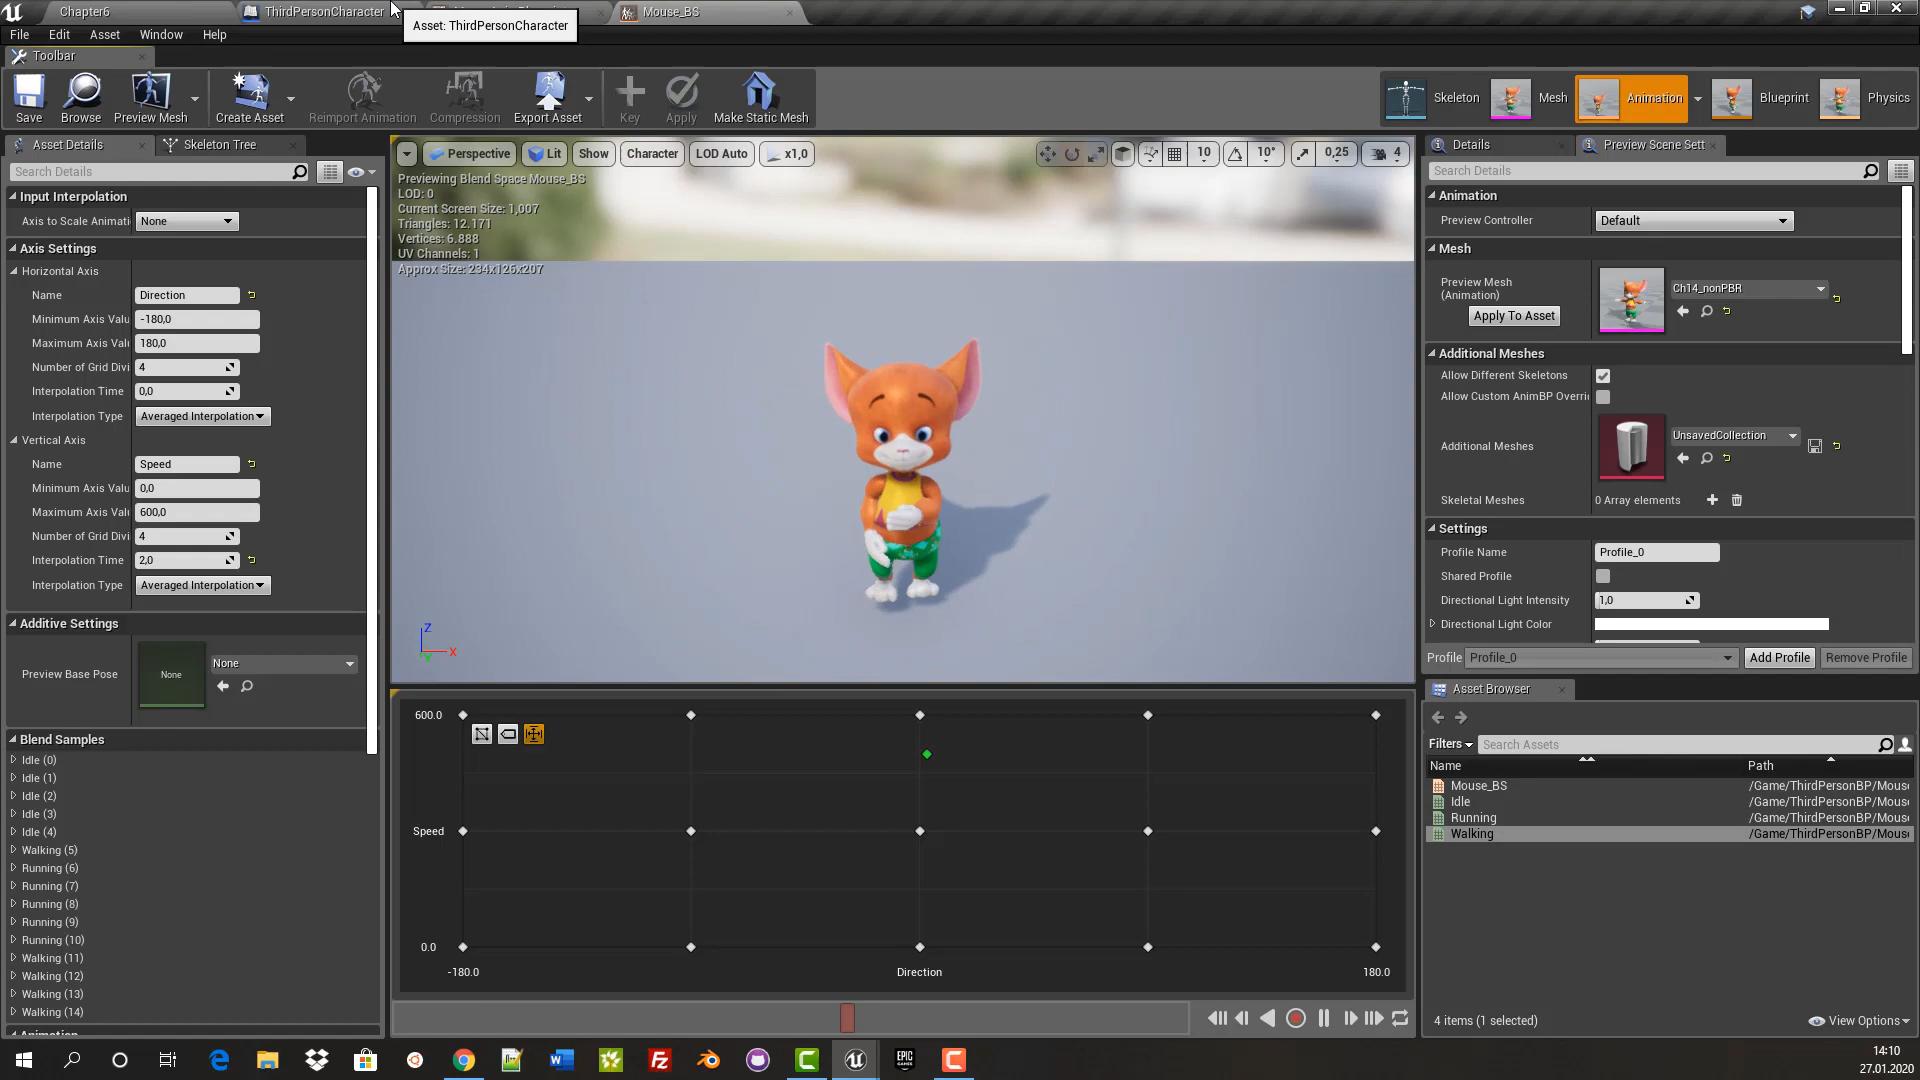 Chapter6
ThirdPersonCharacter
Mouse_BS
Asset: ThirdPersonCharacter
File
Edit
Asset
Window
Help
Toolbar
Save
Browse
Preview Mesh
Create Asset
Reimport Animation
Compression
Export Asset
Key
Apply
Make Static Mesh
Skeleton
Mesh
Animation
Blueprint
Physics
Asset Details
Skeleton Tree
Search Details
Input Interpolation
Axis to Scale Animati
None
Axis Settings
Horizontal Axis
Name
Direction
Minimum Axis Valu
-180,0
Maximum Axis Valu
180,0
Number of Grid Divi
4
Interpolation Time
0,0
Interpolation Type
Averaged Interpolation
Vertical Axis
Name
Speed
Minimum Axis Valu
0,0
Maximum Axis Valu
600,0
Number of Grid Divi
4
Interpolation Time
2,0
Interpolation Type
Averaged Interpolation
Additive Settings
Preview Base Pose
None
None
Blend Samples
Idle (0)
Idle (1)
Idle (2)
Idle (3)
Idle (4)
Walking (5)
Running (6)
Running (7)
Running (8)
Running (9)
Running (10)
Walking (11)
Walking (12)
Walking (13)
Walking (14)
Perspective
Lit
Show
Character
LOD Auto
x1,0
10
10°
0,25
4
Previewing Blend Space Mouse_BS
LOD: 0
Current Screen Size: 1,007
Triangles: 12.171
Vertices: 6.888
UV Channels: 1
Approx Size: 234x126x207
Z
X
Y
600.0
Speed
0.0
-180.0
Direction
180.0
Details
Preview Scene Sett
Search Details
Animation
Preview Controller
Default
Mesh
Preview Mesh
(Animation)
Apply To Asset
Ch14_nonPBR
Additional Meshes
Allow Different Skeletons
Allow Custom AnimBP Overri
Additional Meshes
UnsavedCollection
Skeletal Meshes
0 Array elements
Settings
Profile Name
Profile_0
Shared Profile
Directional Light Intensity
1,0
Directional Light Color
Profile
Profile_0
Add Profile
Remove Profile
Asset Browser
Filters
Search Assets
Name
Path
Mouse_BS
/Game/ThirdPersonBP/Mouse
Idle
/Game/ThirdPersonBP/Mouse
Running
/Game/ThirdPersonBP/Mouse
Walking
/Game/ThirdPersonBP/Mouse
4 items (1 selected)
View Options
14:10
27.01.2020